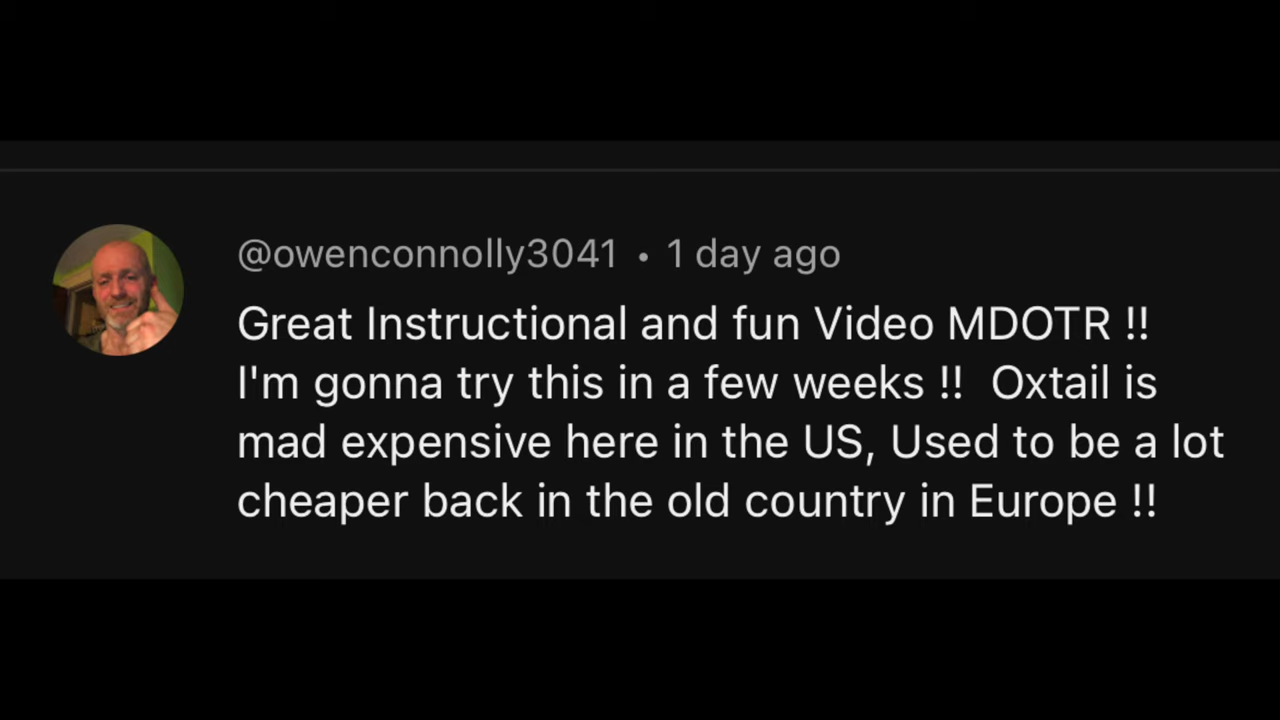 @owenconnolly3041 • 1 day ago
Great Instructional and fun Video MDOTR !!
I'm gonna try this in a few weeks !!  Oxtail is
mad expensive here in the US, Used to be a lot
cheaper back in the old country in Europe !!